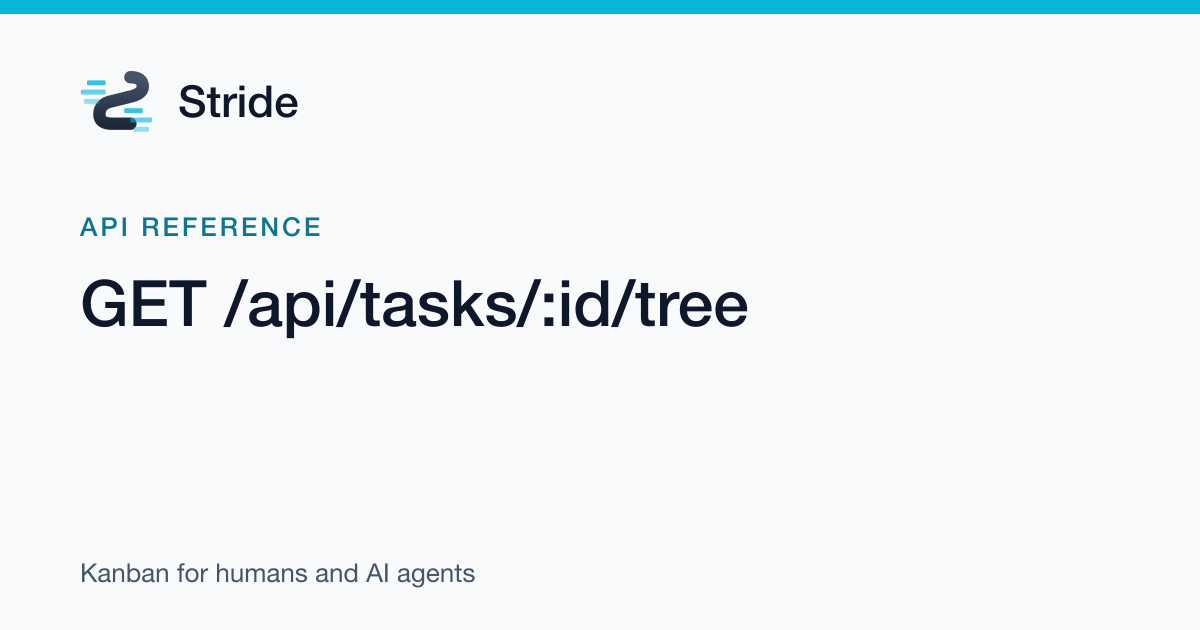 Stride
API REFERENCE
GET /api/tasks/:id/tree
Kanban for humans and AI agents